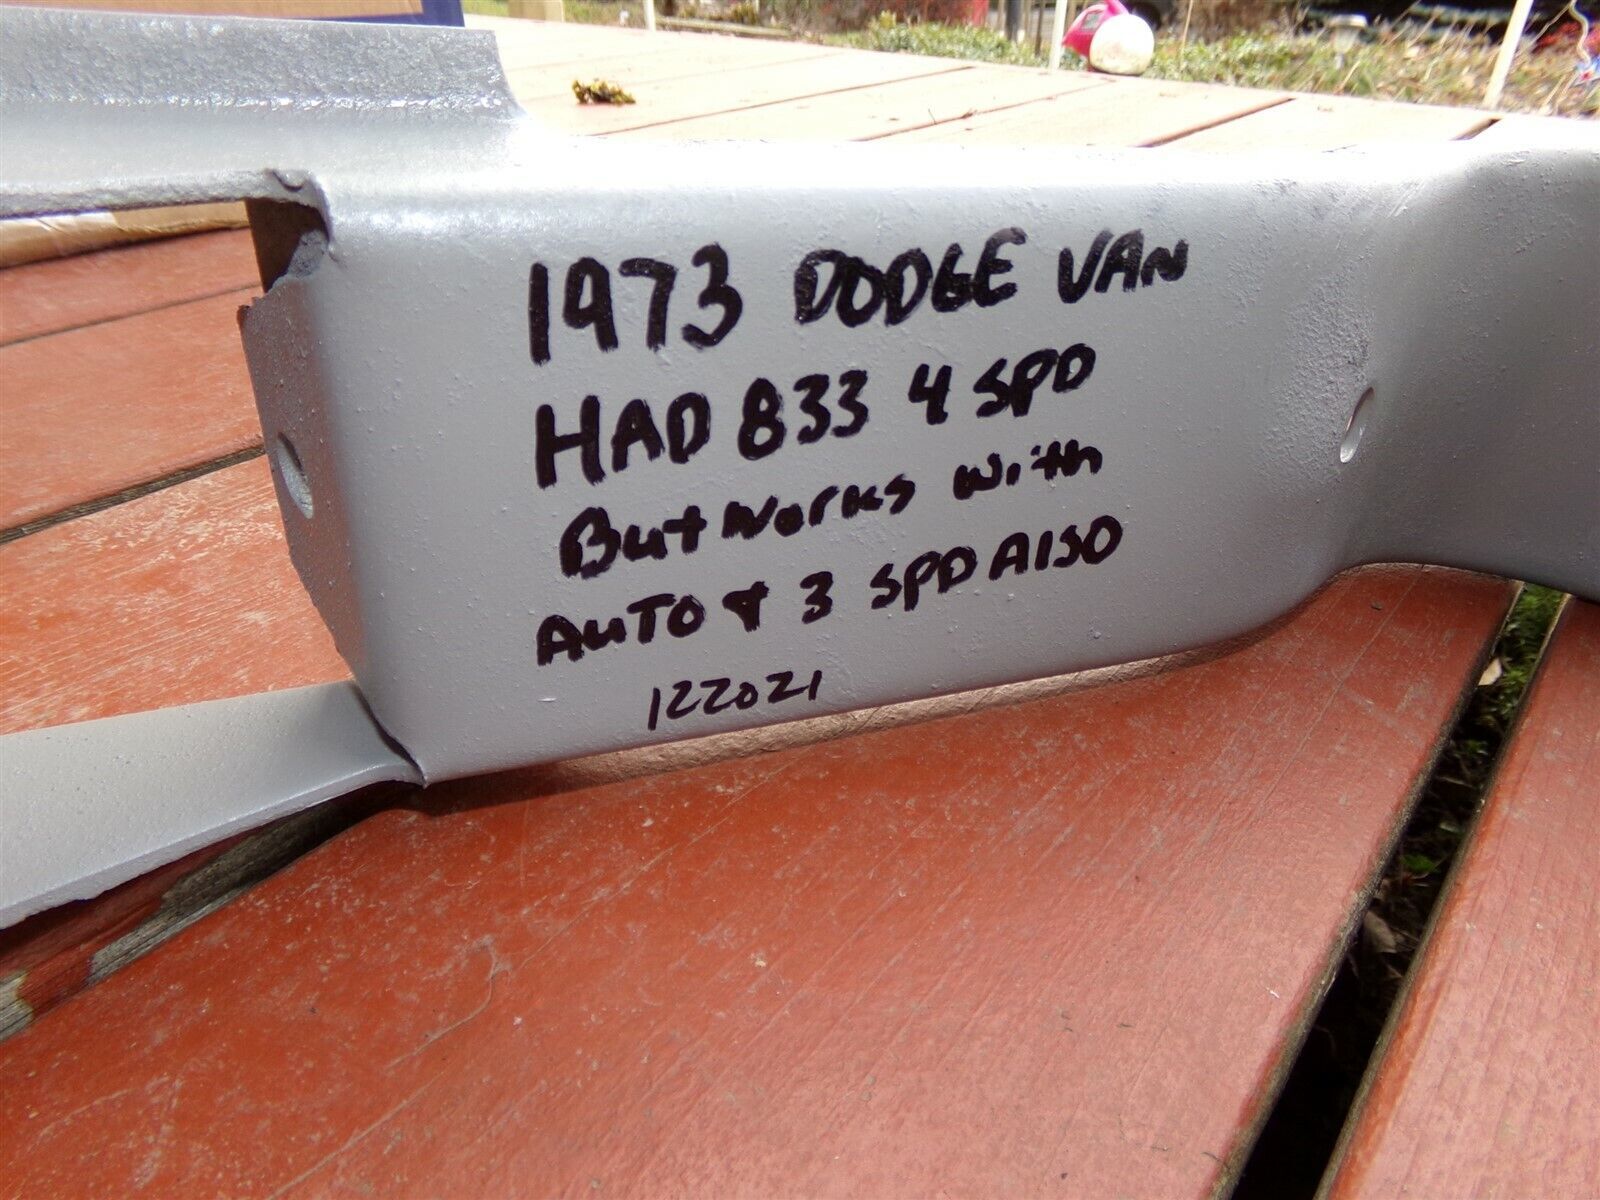 1973 DODGE VAN
HAD 833 4 SPD
But works with
AUTO & 3 SPD AlSO
122021